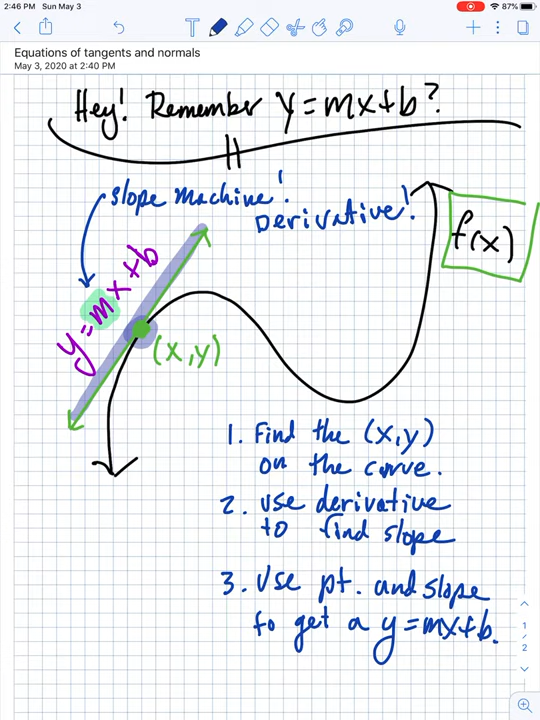 2:46 PM Sun May 3
87%
Equations of tangents and normals
May 3, 2020 at 2:40 PM
Hey! Remember y=mx+b?
slope machine!
Derivative!
f(x)
y=mx+b
(x,y)
1. Find the (x,y)
on the curve.
2. Use derivative
to find slope
3. Use pt. and slope
to get a y=mx+b.
1
/
2